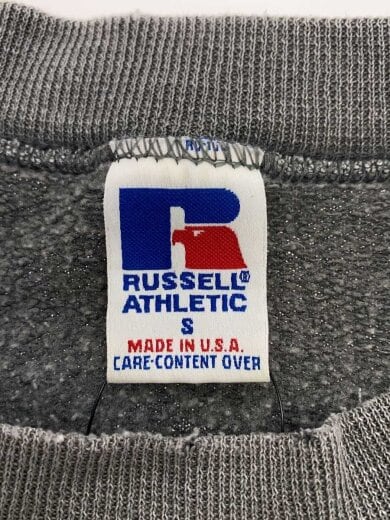 R
RUSSELL®
ATHLETIC
S
MADE IN U.S.A.
CARE-CONTENT OVER